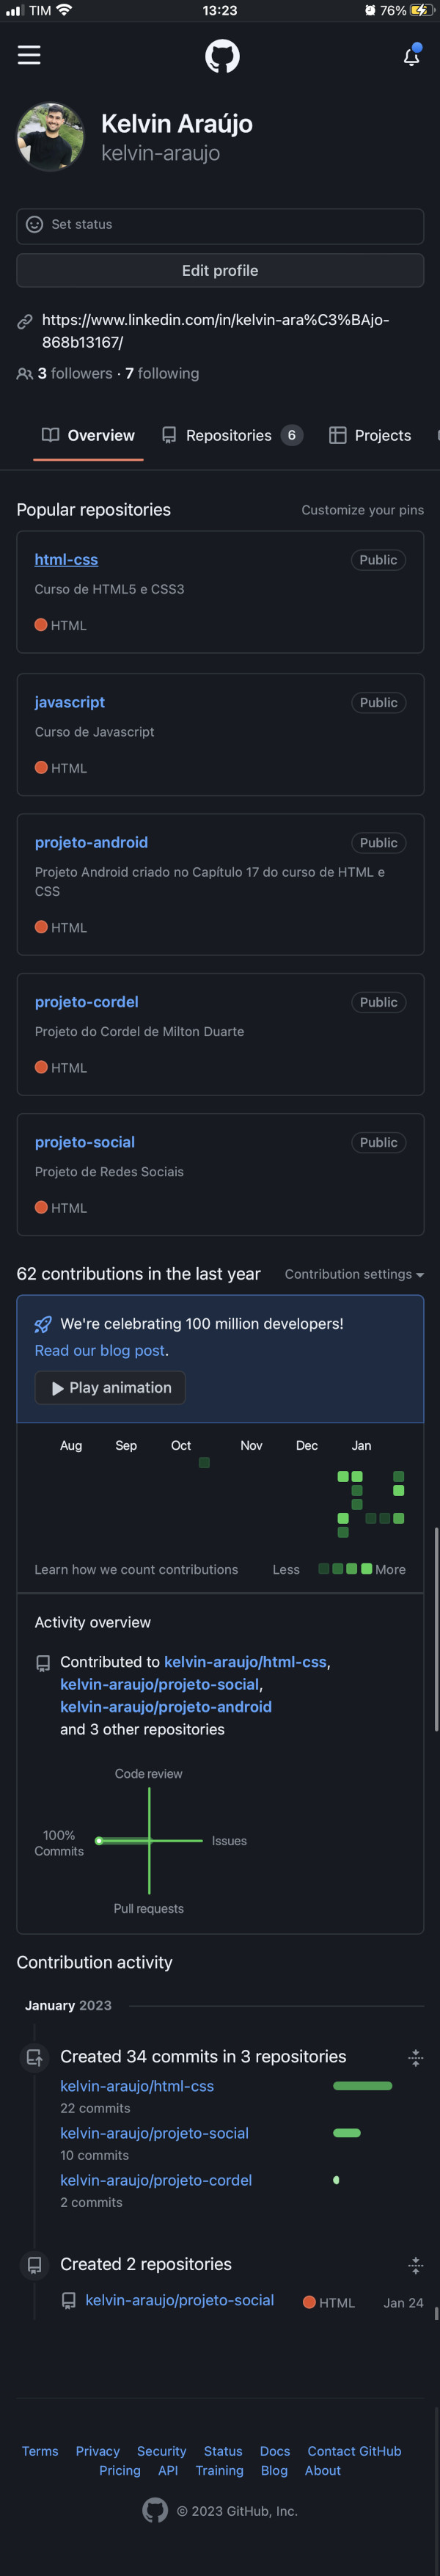 TIM
13:23
76%
Kelvin Araújo
kelvin-araujo
Set status
Edit profile
https://www.linkedin.com/in/kelvin-ara%C3%BAjo-
868b13167/
3 followers · 7 following
Overview
Repositories 6
Projects
Popular repositories
Customize your pins
html-css
Public
Curso de HTML5 e CSS3
HTML
javascript
Public
Curso de Javascript
HTML
projeto-android
Public
Projeto Android criado no Capítulo 17 do curso de HTML e
CSS
HTML
projeto-cordel
Public
Projeto do Cordel de Milton Duarte
HTML
projeto-social
Public
Projeto de Redes Sociais
HTML
62 contributions in the last year
Contribution settings
We're celebrating 100 million developers!
Read our blog post.
Play animation
Aug Sep Oct Nov Dec Jan
Learn how we count contributions
Less More
Activity overview
Contributed to kelvin-araujo/html-css,
kelvin-araujo/projeto-social,
kelvin-araujo/projeto-android
and 3 other repositories
Code review
100%
Commits
Issues
Pull requests
Contribution activity
January 2023
Created 34 commits in 3 repositories
kelvin-araujo/html-css
22 commits
kelvin-araujo/projeto-social
10 commits
kelvin-araujo/projeto-cordel
2 commits
Created 2 repositories
kelvin-araujo/projeto-social HTML Jan 24
Terms Privacy Security Status Docs Contact GitHub
Pricing API Training Blog About
© 2023 GitHub, Inc.